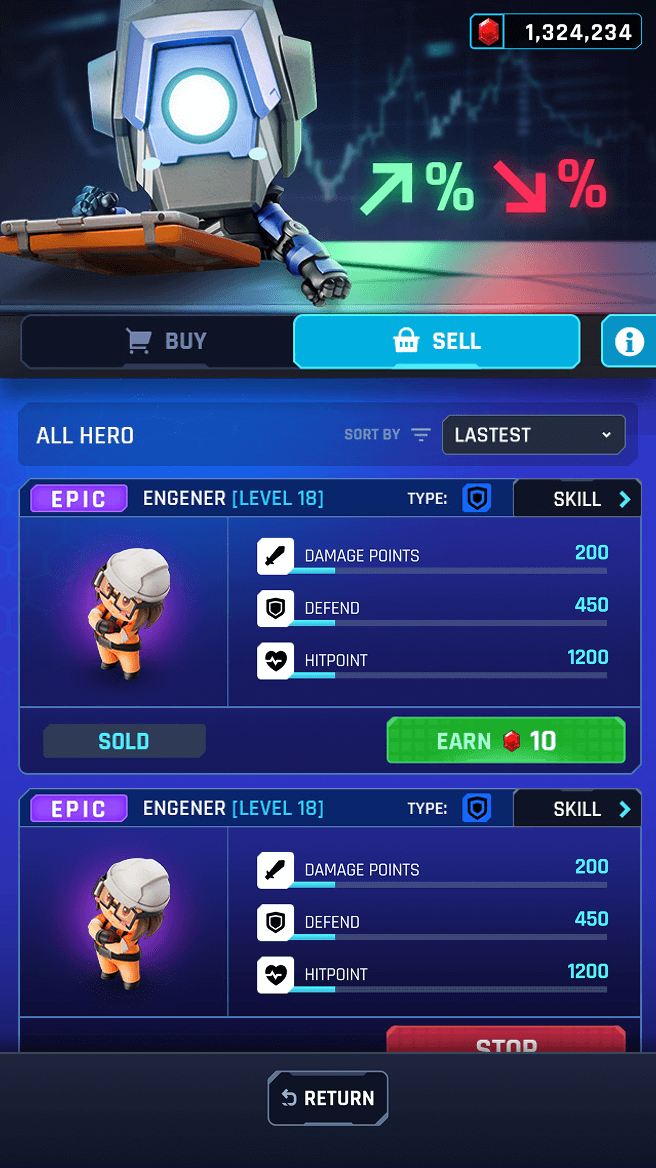 1,324,234
% %
BUY
SELL
ALL HERO
SORT BY
LASTEST
EPIC
ENGENER [LEVEL 18]
TYPE:
SKILL
DAMAGE POINTS 200
DEFEND 450
HITPOINT 1200
SOLD
EARN 10
EPIC
ENGENER [LEVEL 18]
TYPE:
SKILL
DAMAGE POINTS 200
DEFEND 450
HITPOINT 1200
STOP
RETURN